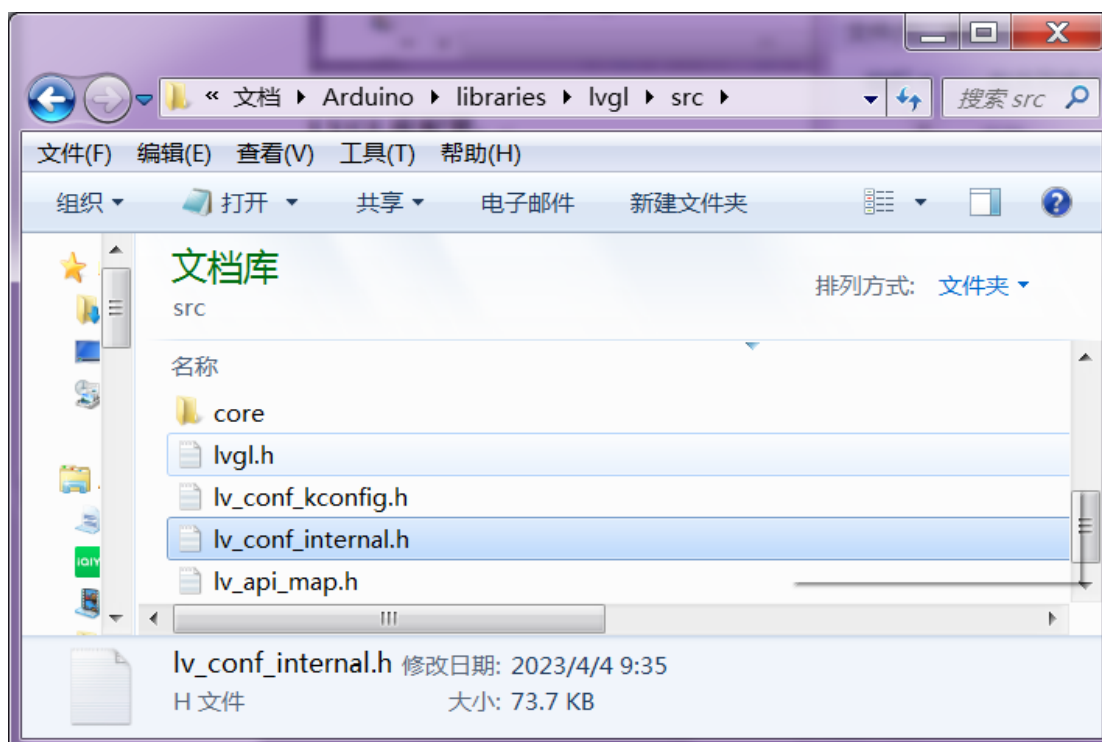 « 文档 ▸ Arduino ▸ libraries ▸ lvgl ▸ src ▸ 搜索 src
文件(F) 编辑(E) 查看(V) 工具(T) 帮助(H)
组织 打开 共享 电子邮件 新建文件夹
文档库
src
排列方式: 文件夹
名称
core
lvgl.h
lv_conf_kconfig.h
lv_conf_internal.h
lv_api_map.h
lv_conf_internal.h 修改日期: 2023/4/4 9:35
H 文件 大小: 73.7 KB